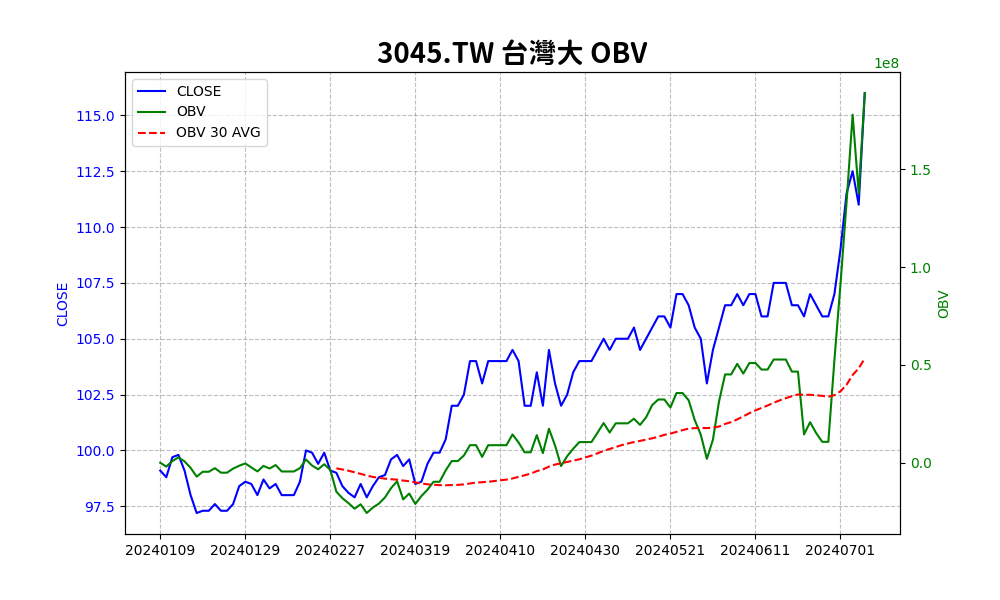 3045.TW 台灣大 OBV
1e8
CLOSE
OBV
OBV 30 AVG
115.0
112.5
110.0
107.5
105.0
102.5
100.0
97.5
CLOSE
1.5
1.0
0.5
0.0
OBV
20240109 20240129 20240227 20240319 20240410 20240430 20240521 20240611 20240701